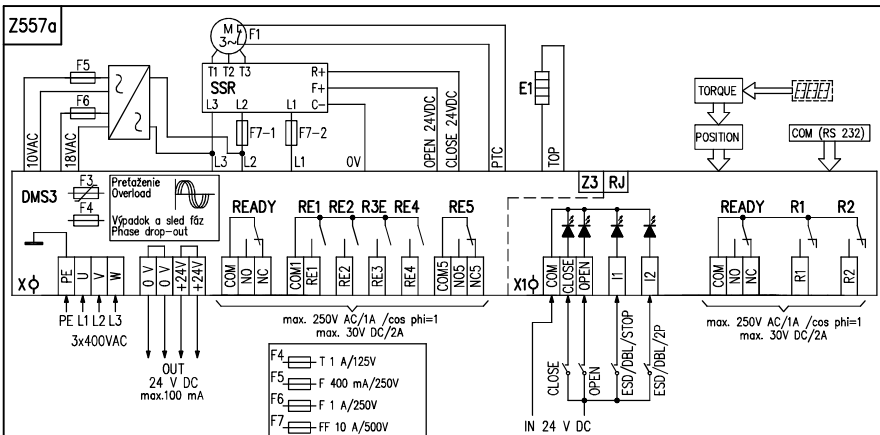 Z557a
F5
F6
M
3~
F1
T1 T2 T3
SSR
R+
F+
C-
L3 L2 L1
F7-1
F7-2
10VAC
18VAC
L3
L2
L1
0V
OPEN 24VDC
CLOSE 24VDC
PTC
E1
TOP
TORQUE
POSITION
COM (RS 232)
DMS3
F3
F4
Preťaženie
Overload
Výpadok a sled fáz
Phase drop-out
READY RE1 RE2 R3E RE4 RE5
Z3 RJ
READY R1 R2
X
PE U V W
0 V
0 V
+24V
+24V
COM NO NC
COM1 RE1 RE2 RE3 RE4
COM5 NO5 NC5
X1
COM CLOSE OPEN I1 I2
COM NO NC R1 R2
PE L1 L2 L3
3x400VAC
OUT
24 V DC
max.100 mA
max. 250V AC/1A /cos phi=1
max. 30V DC/2A
F4 T 1 A/125V
F5 F 400 mA/250V
F6 F 1 A/250V
F7 FF 10 A/500V
CLOSE
OPEN
ESD/DBL/STOP
ESD/DBL/2P
IN 24 V DC
max. 250V AC/1A /cos phi=1
max. 30V DC/2A